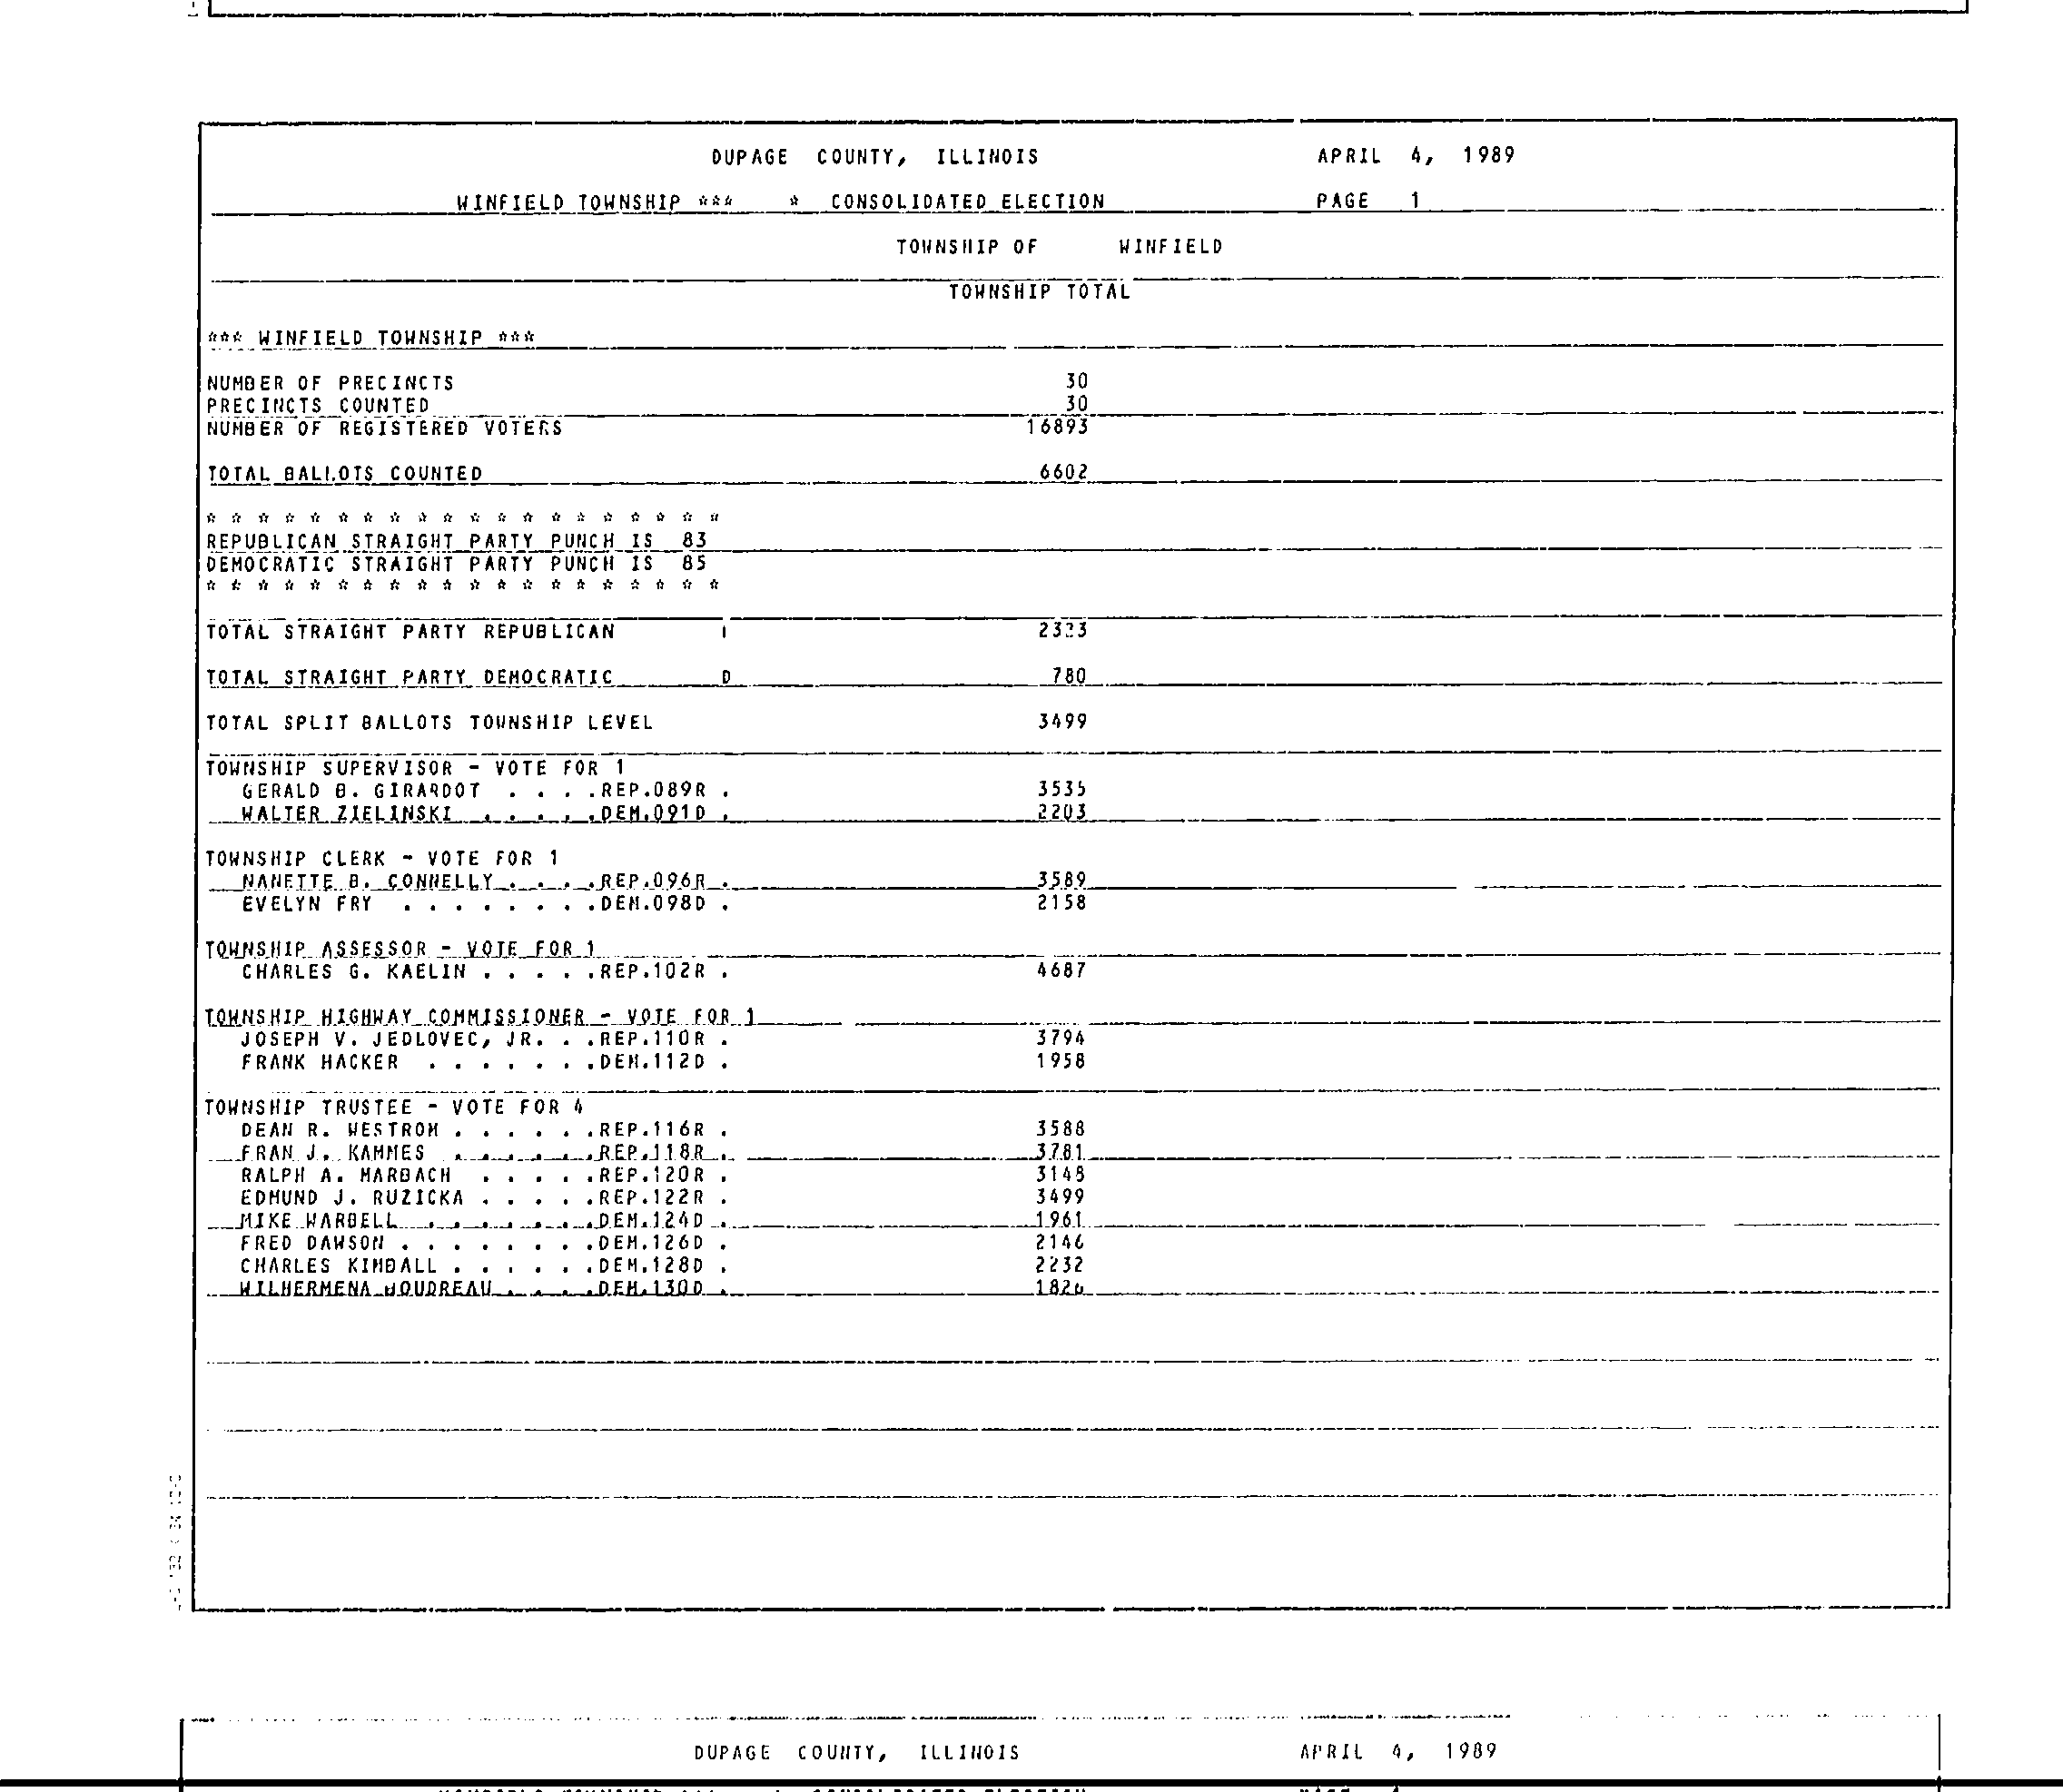 DUPAGE COUNTY, ILLINOIS APRIL 4, 1989
WINFIELD TOWNSHIP *** * CONSOLIDATED ELECTION PAGE 1
TOWNSHIP OF WINFIELD
TOWNSHIP TOTAL
*** WINFIELD TOWNSHIP ***
NUMBER OF PRECINCTS 30
PRECINCTS COUNTED 30
NUMBER OF REGISTERED VOTERS 16893
TOTAL BALLOTS COUNTED 6602
* * * * * * * * * * * * * * * * * * * *
REPUBLICAN STRAIGHT PARTY PUNCH IS 83
DEMOCRATIC STRAIGHT PARTY PUNCH IS 85
* * * * * * * * * * * * * * * * * * * *
TOTAL STRAIGHT PARTY REPUBLICAN
TOTAL STRAIGHT PARTY DEMOCRATIC D 780
TOTAL SPLIT BALLOTS TOWNSHIP LEVEL 3499
TOWNSHIP SUPERVISOR - VOTE FOR 1
GERALD B. GIRARDOT . . . .REP.089R .
WALTER ZIELINSKI . . . . .DEM.091D . 2203
TOWNSHIP CLERK - VOTE FOR 1
NANETTE B. CONNELLY . . . .REP.096R . 3589
EVELYN FRY . . . . . . . .DEM.098D . 2158
TOWNSHIP ASSESSOR - VOTE FOR 1
CHARLES G. KAELIN . . . . .REP.102R . 4687
TOWNSHIP HIGHWAY COMMISSIONER - VOTE FOR 1
JOSEPH V. JEDLOVEC, JR. . .REP.110R . 3794
FRANK HACKER . . . . . . .DEM.112D . 1958
TOWNSHIP TRUSTEE - VOTE FOR 4
DEAN R. WESTROM . . . . . .REP.116R . 3588
FRAN J. KAMMES . . . . . .REP.118R . 3781
RALPH A. MARBACH . . . . .REP.120R . 3148
EDMUND J. RUZICKA . . . . .REP.122R . 3499
MIKE WARBELL . . . . . . .DEM.124D . 1961
FRED DAWSON . . . . . . . .DEM.126D . 2146
CHARLES KIMBALL . . . . . .DEM.128D . 2232
WILHERMENA BOUDREAU . . . .DEM.130D . 1826
DUPAGE COUNTY, ILLINOIS APRIL 4, 1989